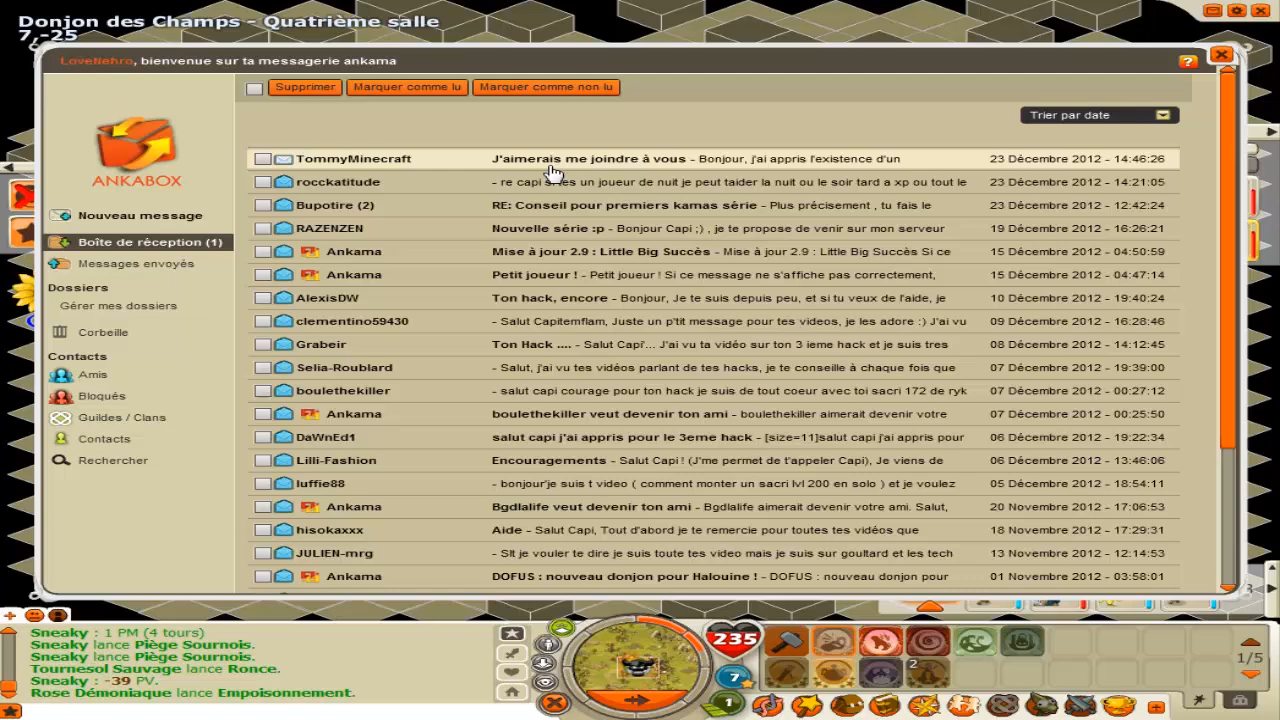 Donjon des Champs - Quatrième salle
7,-25
LoveNehro, bienvenue sur ta messagerie ankama
?
Supprimer Marquer comme lu Marquer comme non lu
Trier par date
ANKABOX
Nouveau message
Boîte de réception (1)
Messages envoyés
Dossiers
Gérer mes dossiers
Corbeille
Contacts
Amis
Bloqués
Guildes / Clans
Contacts
Rechercher
TommyMinecraft J'aimerais me joindre à vous - Bonjour, j'ai appris l'existence d'un 23 Décembre 2012 - 14:46:26
rocckatitude - re capi es un joueur de nuit je peut taider la nuit ou le soir tard a xp ou tout le 23 Décembre 2012 - 14:21:05
Bupotire (2) RE: Conseil pour premiers kamas série - Plus précisement , tu fais le 23 Décembre 2012 - 12:42:24
RAZENZEN Nouvelle série :p - Bonjour Capi ;) , je te propose de venir sur mon serveur 19 Décembre 2012 - 16:26:21
Ankama Mise à jour 2.9 : Little Big Succès - Mise à jour 2.9 : Little Big Succès Si ce 15 Décembre 2012 - 04:50:59
Ankama Petit joueur ! - Petit joueur ! Si ce message ne s'affiche pas correctement, 15 Décembre 2012 - 04:47:14
AlexisDW Ton hack, encore - Bonjour, Je te suis depuis peu, et si tu veux de l'aide, je 10 Décembre 2012 - 19:40:24
clementino59430 - Salut Capitemflam, Juste un p'tit message pour tes videos, je les adore :) J'ai vu 09 Décembre 2012 - 16:28:46
Grabeir Ton Hack .... - Salut Capi'... J'ai vu ta vidéo sur ton 3 ieme hack et je suis tres 08 Décembre 2012 - 14:12:45
Selia-Roublard - Salut, j'ai vu tes vidéos parlant de tes hacks, je te conseille à chaque fois que 07 Décembre 2012 - 19:39:00
boulethekiller - salut capi courage pour ton hack je suis de tout coeur avec toi sacri 172 de ryk 07 Décembre 2012 - 00:27:12
Ankama boulethekiller veut devenir ton ami - boulethekiller aimerait devenir votre 07 Décembre 2012 - 00:25:50
DaWnEd1 salut capi j'ai appris pour le 3eme hack - [size=11]salut capi j'ai appris pour 06 Décembre 2012 - 19:22:34
Lilli-Fashion Encouragements - Salut Capi ! (J'me permet de t'appeler Capi), Je viens de 06 Décembre 2012 - 13:46:06
luffie88 - bonjour'je suis t video ( comment monter un sacri lvl 200 en solo ) et je voulez 05 Décembre 2012 - 18:54:11
Ankama Bgdlalife veut devenir ton ami - Bgdlalife aimerait devenir votre ami. Salut, 20 Novembre 2012 - 17:06:53
hisokaxxx Aide - Salut Capi, Tout d'abord je te remercie pour toutes tes vidéos que 18 Novembre 2012 - 17:29:31
JULIEN-mrg - Slt je vouler te dire je suis toute tes video mais je suis sur goultard et les tech 13 Novembre 2012 - 12:14:53
Ankama DOFUS : nouveau donjon pour Halouine ! - DOFUS : nouveau donjon pour 01 Novembre 2012 - 03:58:01
Sneaky : 1 PM (4 tours)
Sneaky lance Piège Sournois.
Sneaky lance Piège Sournois.
Tournesol Sauvage lance Ronce.
Sneaky : -39 PV.
Rose Démoniaque lance Empoisonnement.
235
7
1
2
1/5